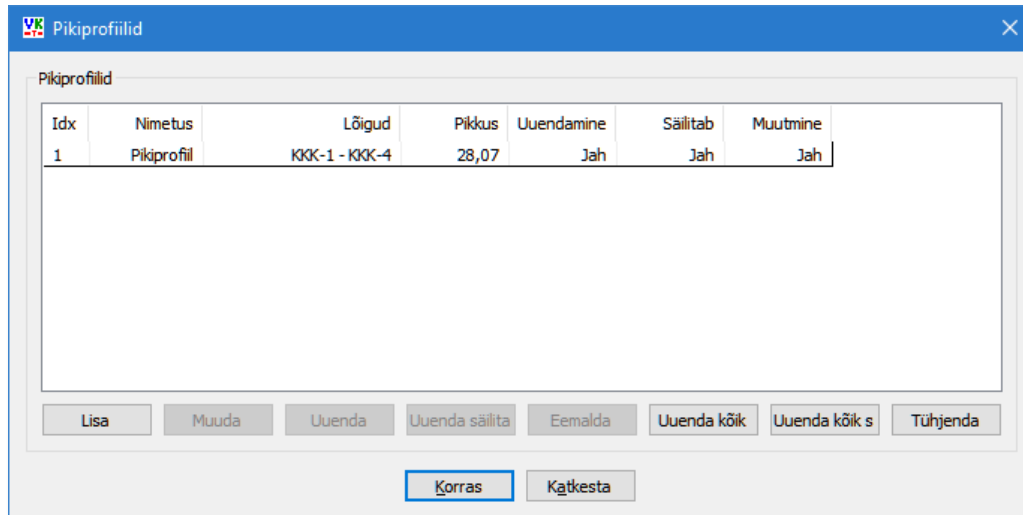 VK
-T-
Pikiprofiilid
Pikiprofiilid
Idx Nimetus Lõigud Pikkus Uuendamine Säilitab Muutmine
1 Pikiprofiil KKK-1 - KKK-4 28,07 Jah Jah Jah
Lisa Muuda Uuenda Uuenda säilita Eemalda Uuenda kõik Uuenda kõik s Tühjenda
Korras Katkesta